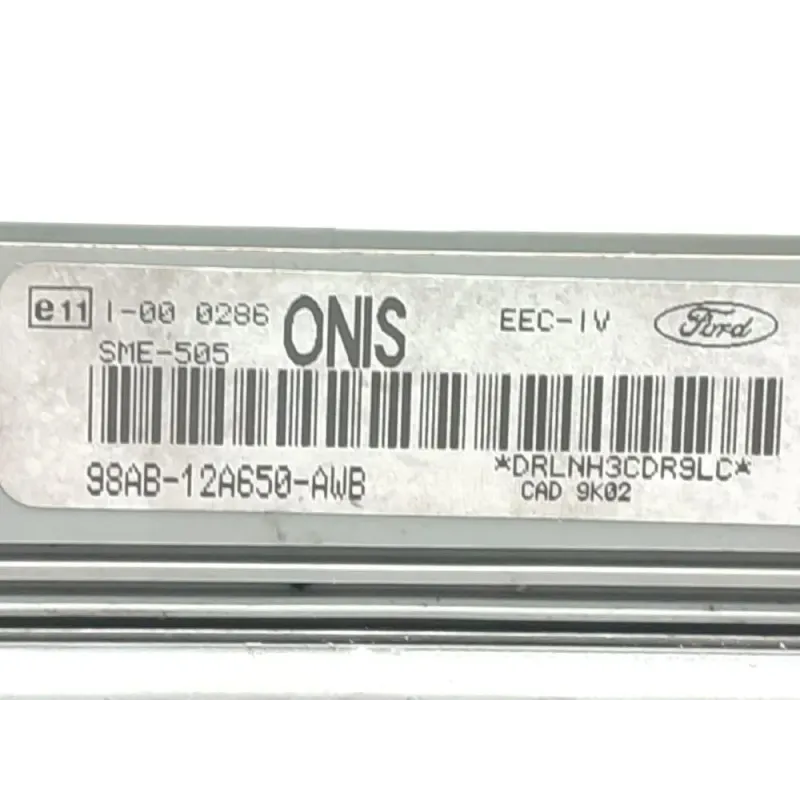 e11 I-00 0286 ONIS EEC-IV Ford
SME-505
98AB-12A650-AWB *DRLNH3CDR9LC*
CAD 9K02